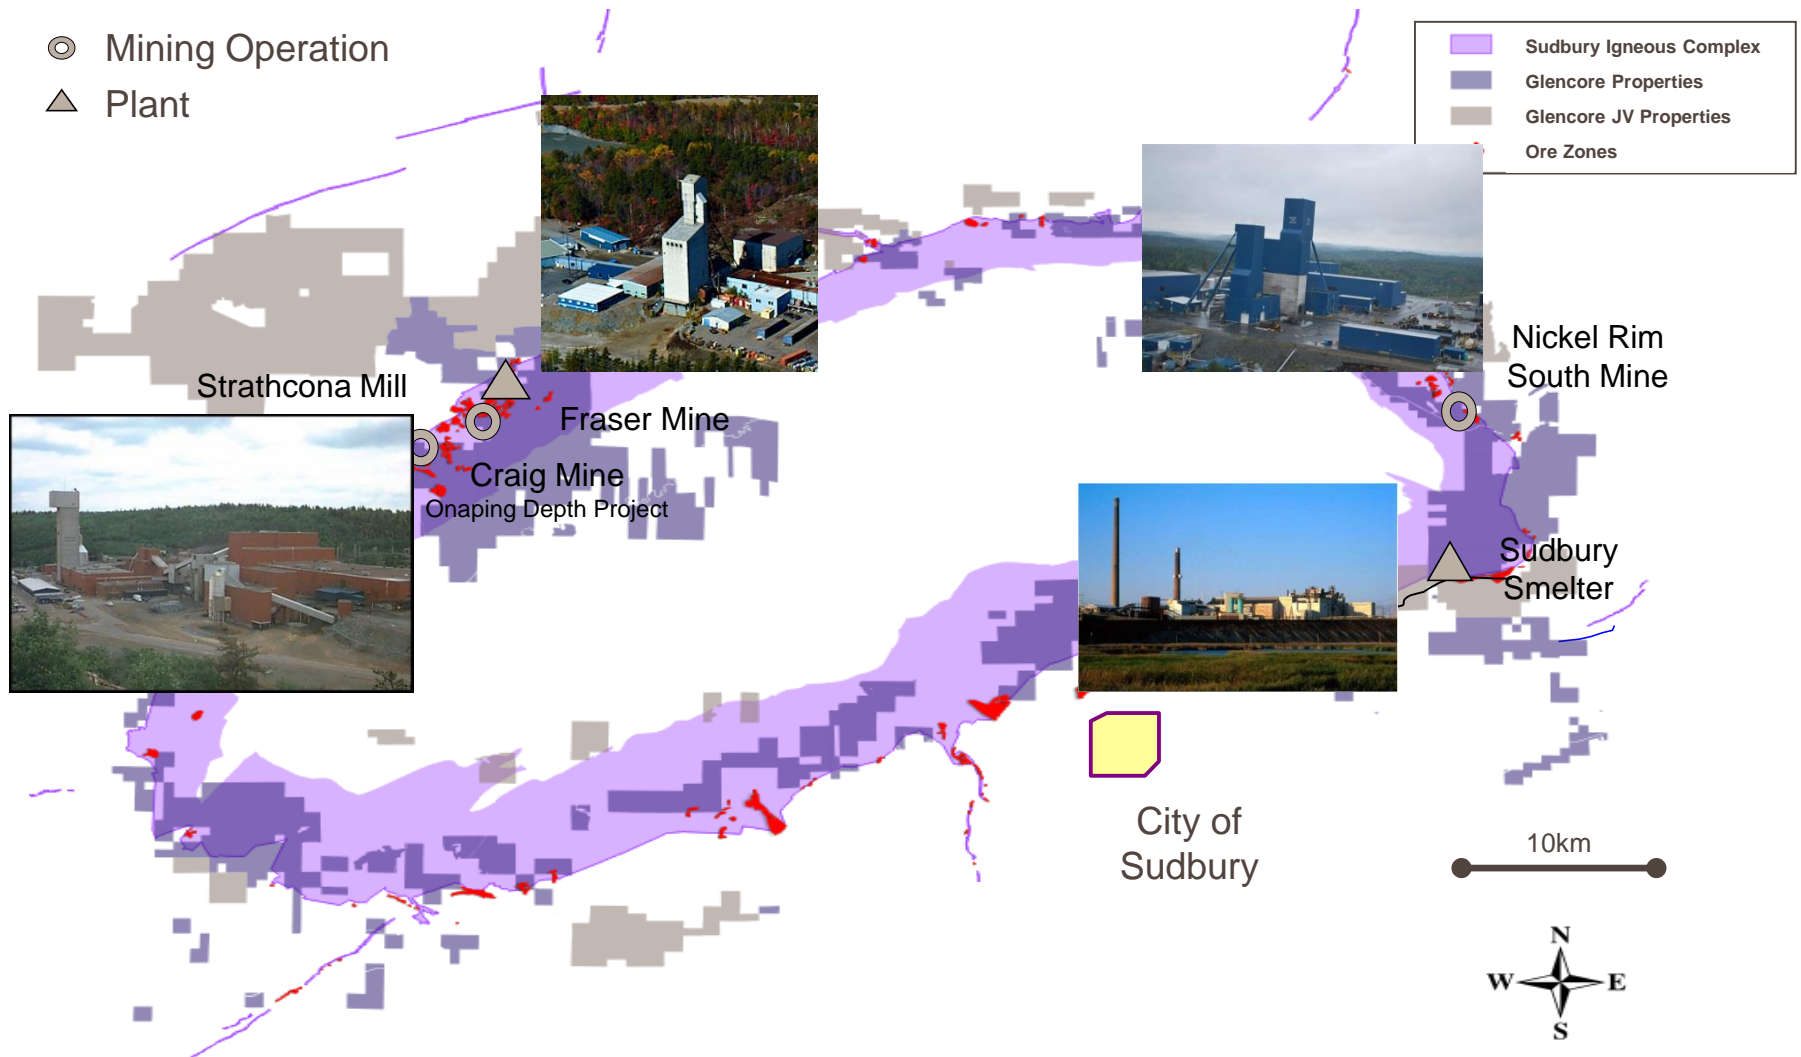 Mining Operation
Plant
Sudbury Igneous Complex
Glencore Properties
Glencore JV Properties
Ore Zones
Nickel Rim
South Mine
Strathcona Mill
Fraser Mine
Craig Mine
Onaping Depth Project
Sudbury
Smelter
City of
Sudbury
10km
N
W
E
S